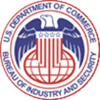 U.S. DEPARTMENT OF COMMERCE
BUREAU OF INDUSTRY AND SECURITY